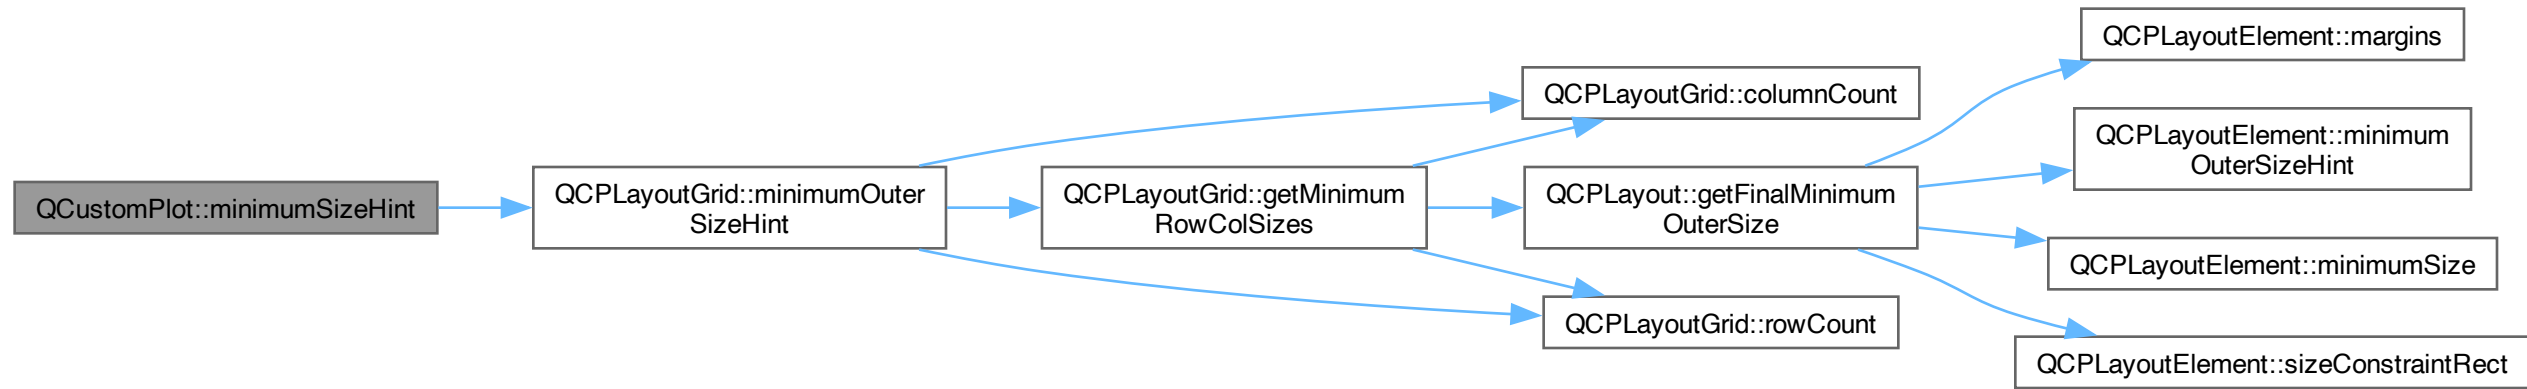 QCustomPlot::minimumSizeHint
QCPLayoutGrid::minimumOuter
SizeHint
QCPLayoutGrid::getMinimum
RowColSizes
QCPLayoutGrid::columnCount
QCPLayout::getFinalMinimum
OuterSize
QCPLayoutGrid::rowCount
QCPLayoutElement::margins
QCPLayoutElement::minimum
OuterSizeHint
QCPLayoutElement::minimumSize
QCPLayoutElement::sizeConstraintRect